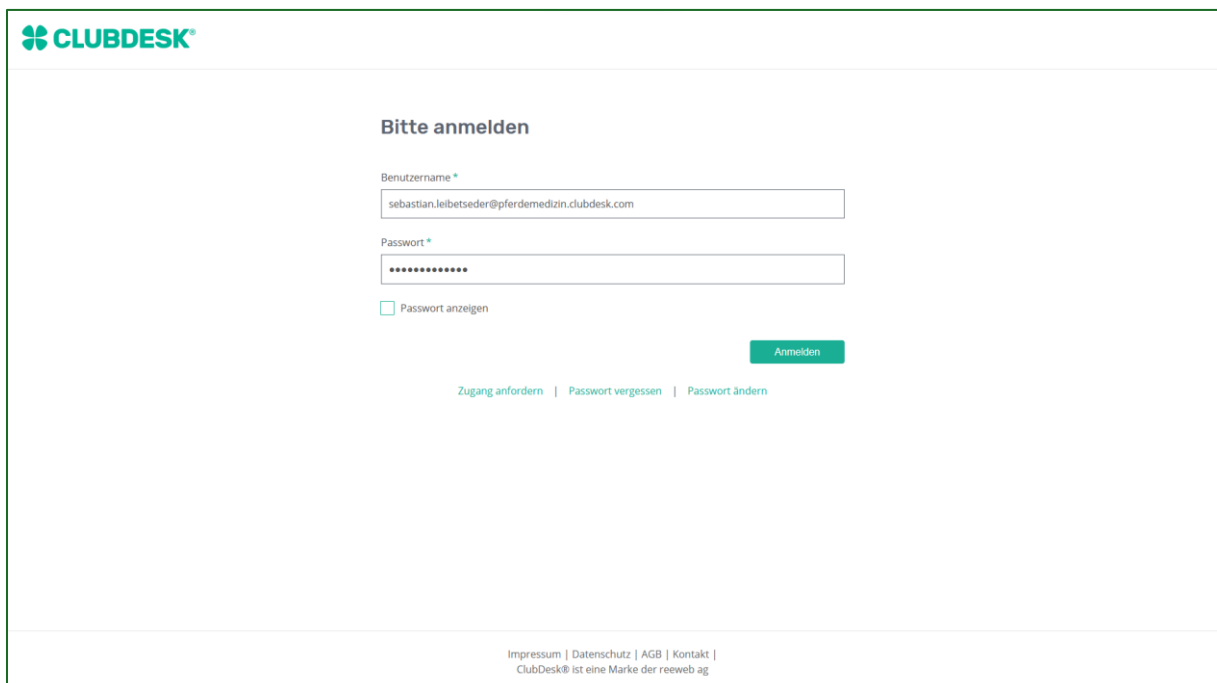 CLUBDESK®
Bitte anmelden
Benutzername *
sebastian.leibetseder@pferdemedizin.clubdesk.com
Passwort *
•••••••••••••
Passwort anzeigen
Anmelden
Zugang anfordern | Passwort vergessen | Passwort ändern
Impressum | Datenschutz | AGB | Kontakt |
ClubDesk® ist eine Marke der reeweb ag